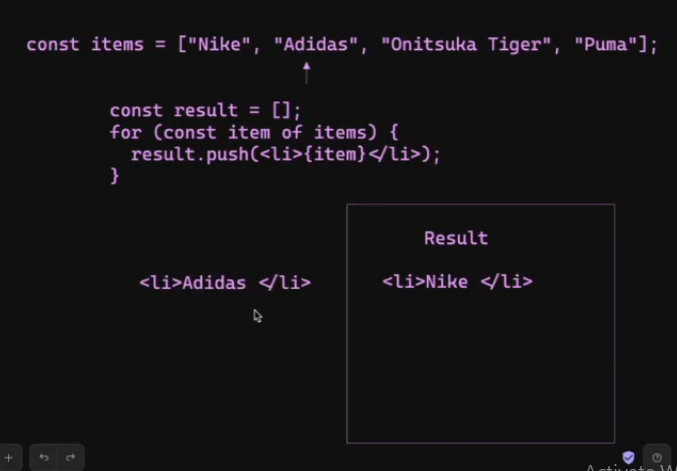 const items = ["Nike", "Adidas", "Onitsuka Tiger", "Puma"];
const result = [];
for (const item of items) {
result.push(<li>{item}</li>);
}
Result
<li>Adidas </li>
<li>Nike </li>
Activate W